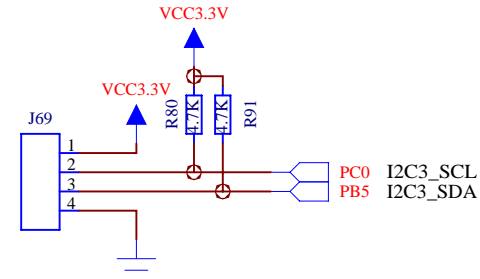 VCC3.3V
VCC3.3V
J69
R80
4.7K
4.7K
R91
1
2
3
4
PC0 I2C3_SCL
PB5 I2C3_SDA